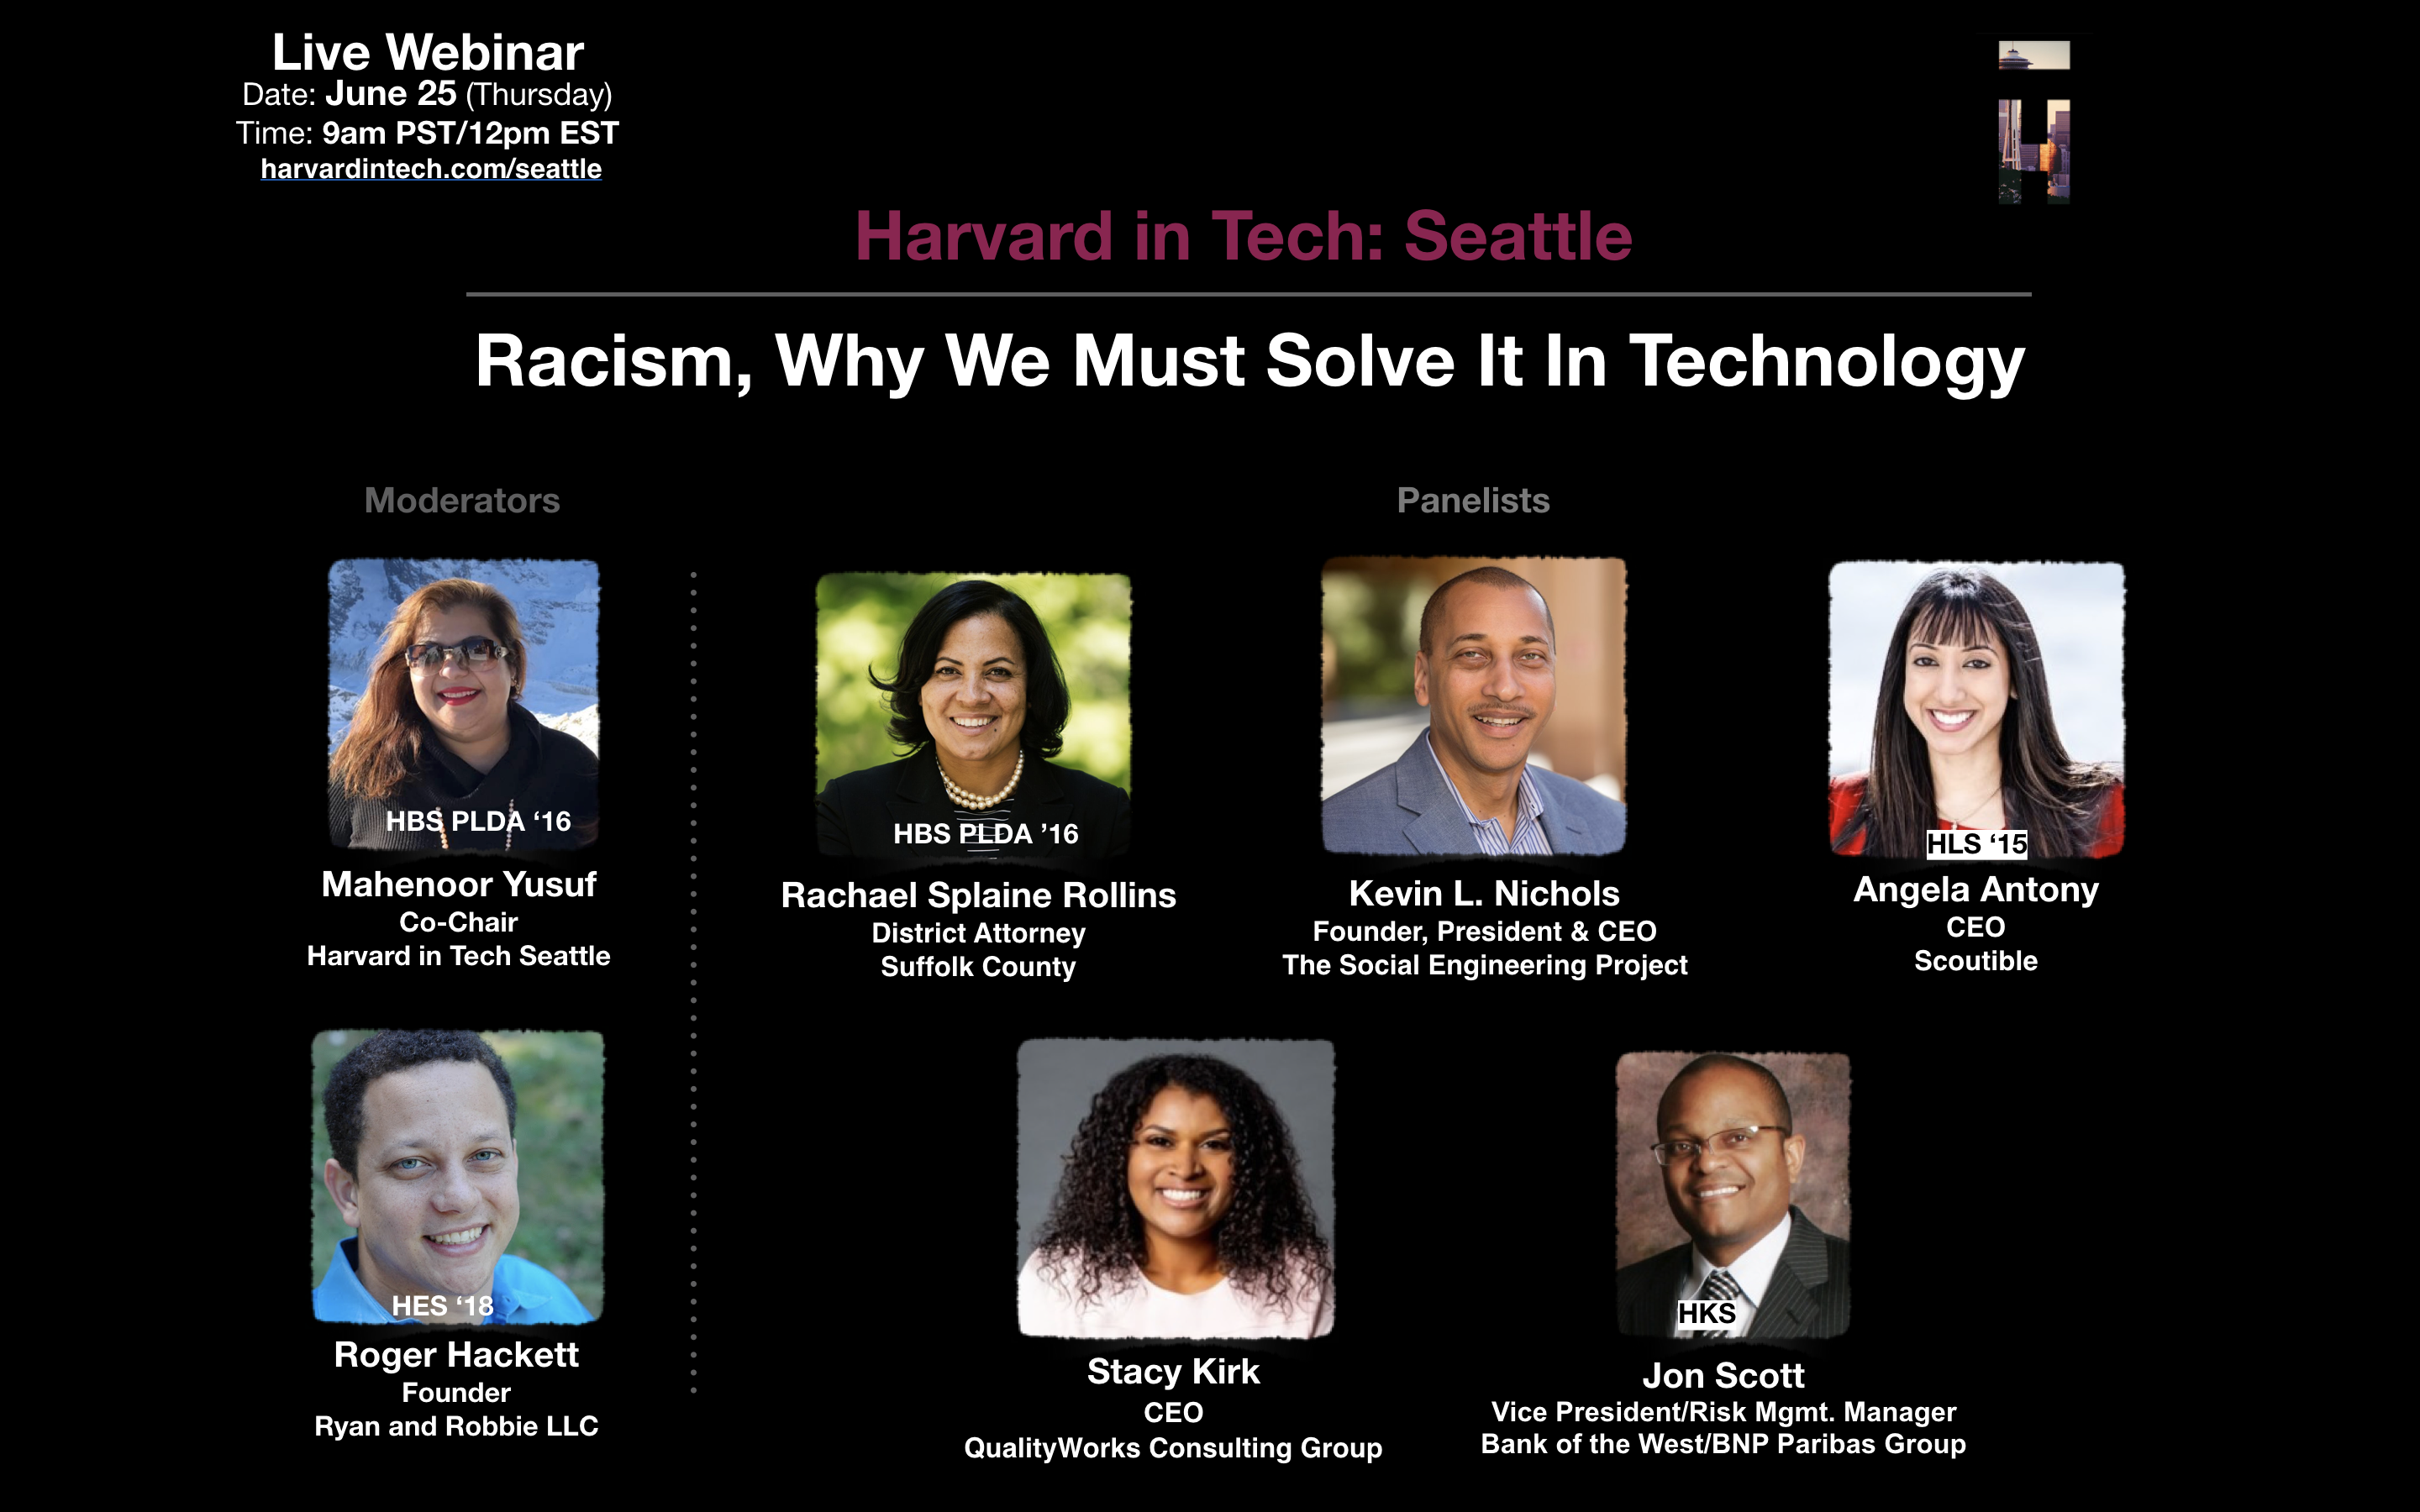 Live Webinar
Date: June 25 (Thursday)
Time: 9am PST/12pm EST
harvardintech.com/seattle
Harvard in Tech: Seattle
Racism, Why We Must Solve It In Technology
Moderators
HBS PLDA ‘16
Mahenoor Yusuf
Co-Chair
Harvard in Tech Seattle
HES ‘18
Roger Hackett
Founder
Ryan and Robbie LLC
Panelists
HBS PLDA ’16
Rachael Splaine Rollins
District Attorney
Suffolk County
Kevin L. Nichols
Founder, President & CEO
The Social Engineering Project
HLS ‘15
Angela Antony
CEO
Scoutible
Stacy Kirk
CEO
QualityWorks Consulting Group
HKS
Jon Scott
Vice President/Risk Mgmt. Manager
Bank of the West/BNP Paribas Group